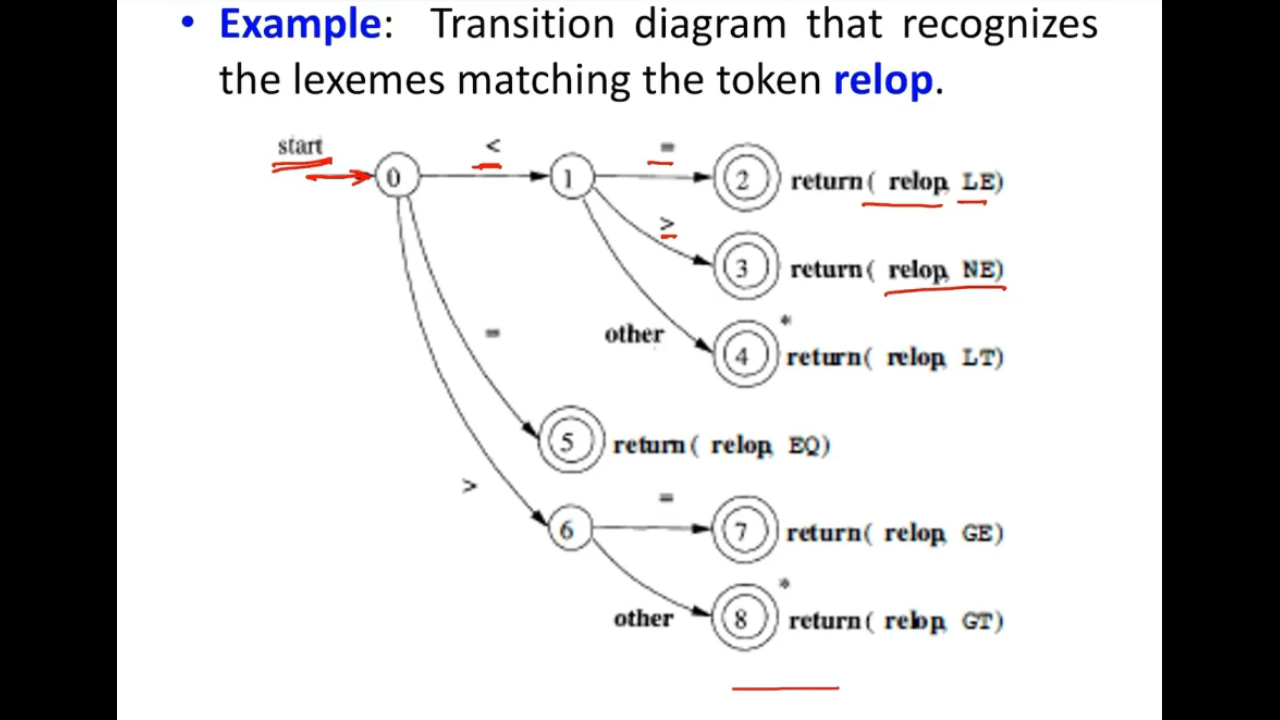 • Example: Transition diagram that recognizes
the lexemes matching the token relop.
start
<
=
0
1
2
return( relop, LE)
>
3
return( relop, NE)
other
*
4
return( relop, LT)
=
5
return( relop, EQ)
>
=
6
7
return( relop, GE)
other
*
8
return( relop, GT)